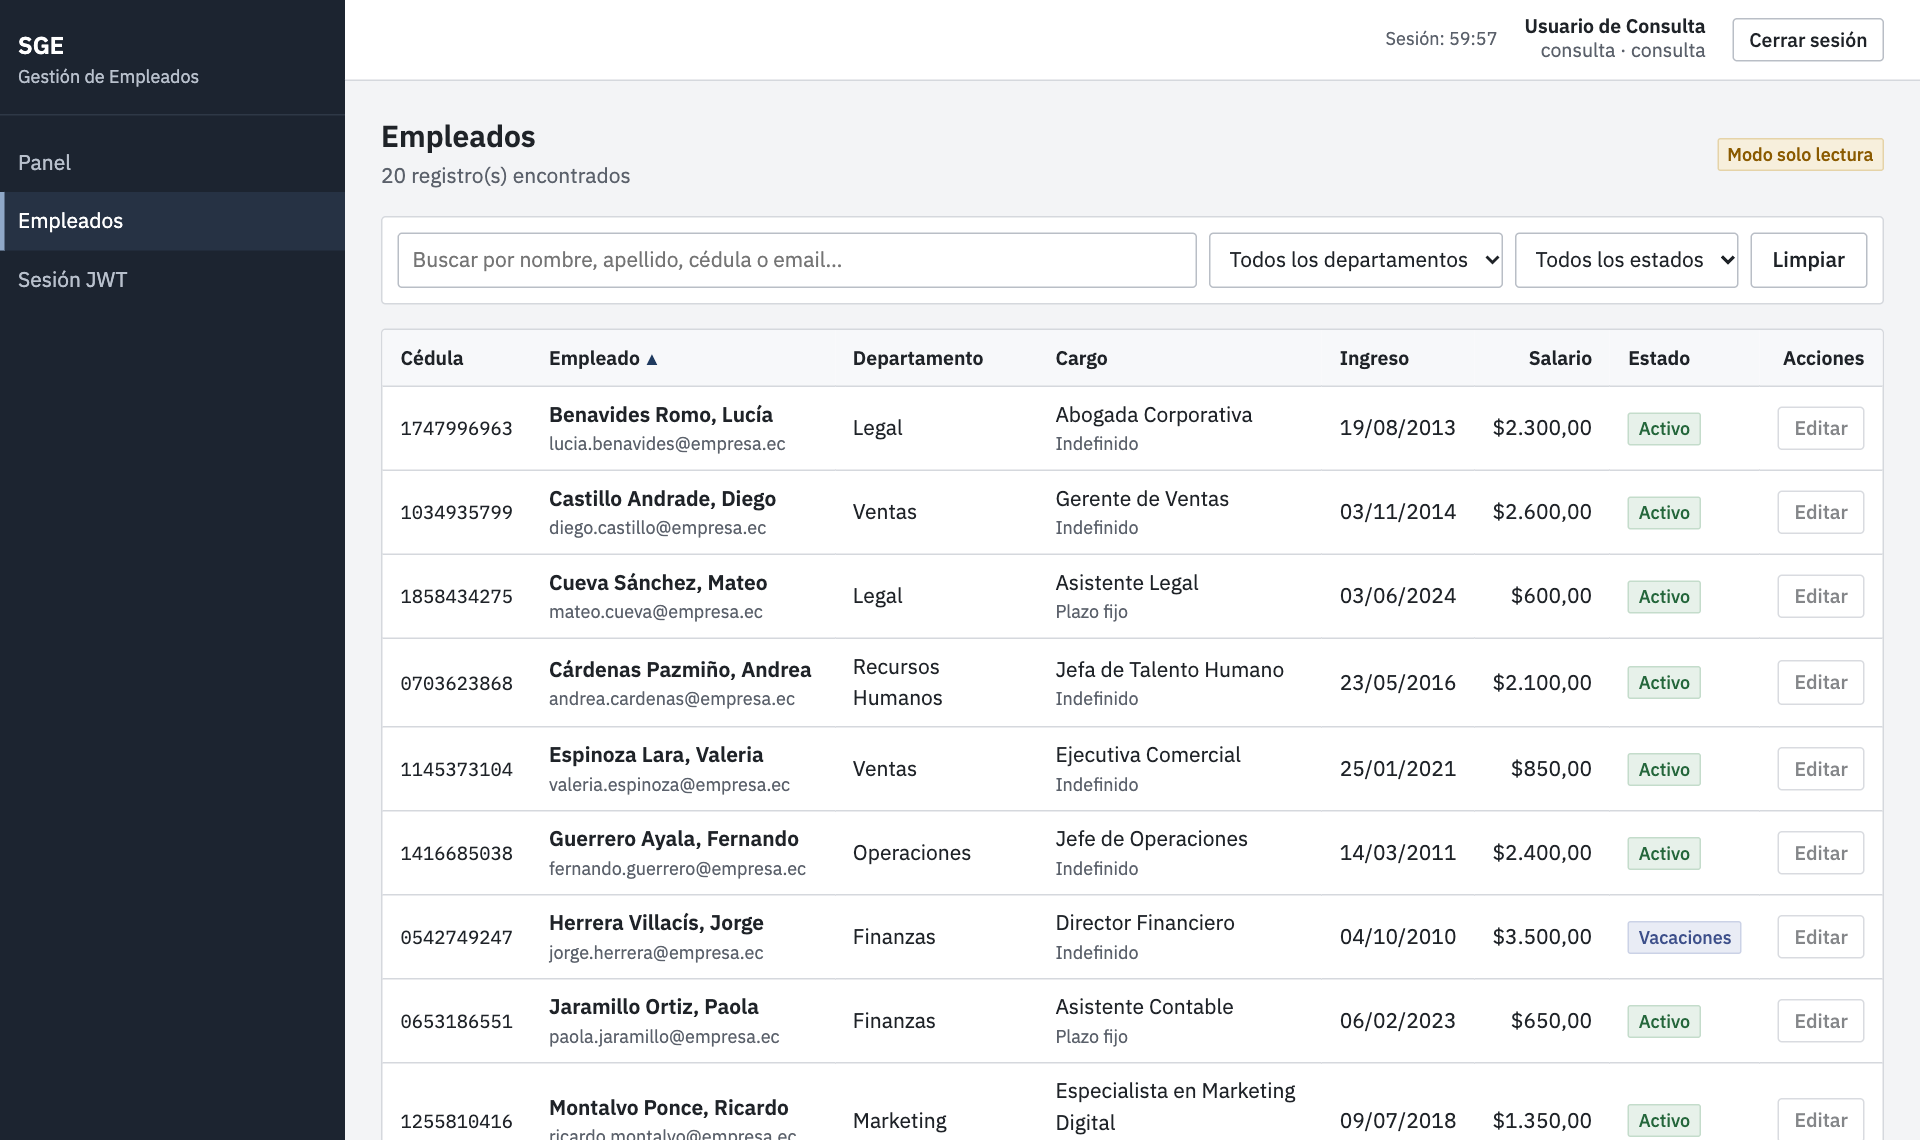 SGE
Gestión de Empleados
Panel
Empleados
Sesión JWT
Sesión: 59:57
Usuario de Consulta
consulta · consulta
Cerrar sesión
Empleados
20 registro(s) encontrados
Modo solo lectura
Buscar por nombre, apellido, cédula o email...
Todos los departamentos
Todos los estados
Limpiar
Cédula Empleado ▲ Departamento Cargo Ingreso Salario Estado Acciones
1747996963
Benavides Romo, Lucía
lucia.benavides@empresa.ec
Legal
Abogada Corporativa
Indefinido
19/08/2013
$2.300,00
Activo
Editar
1034935799
Castillo Andrade, Diego
diego.castillo@empresa.ec
Ventas
Gerente de Ventas
Indefinido
03/11/2014
$2.600,00
Activo
Editar
1858434275
Cueva Sánchez, Mateo
mateo.cueva@empresa.ec
Legal
Asistente Legal
Plazo fijo
03/06/2024
$600,00
Activo
Editar
0703623868
Cárdenas Pazmiño, Andrea
andrea.cardenas@empresa.ec
Recursos
Humanos
Jefa de Talento Humano
Indefinido
23/05/2016
$2.100,00
Activo
Editar
1145373104
Espinoza Lara, Valeria
valeria.espinoza@empresa.ec
Ventas
Ejecutiva Comercial
Indefinido
25/01/2021
$850,00
Activo
Editar
1416685038
Guerrero Ayala, Fernando
fernando.guerrero@empresa.ec
Operaciones
Jefe de Operaciones
Indefinido
14/03/2011
$2.400,00
Activo
Editar
0542749247
Herrera Villacís, Jorge
jorge.herrera@empresa.ec
Finanzas
Director Financiero
Indefinido
04/10/2010
$3.500,00
Vacaciones
Editar
0653186551
Jaramillo Ortiz, Paola
paola.jaramillo@empresa.ec
Finanzas
Asistente Contable
Plazo fijo
06/02/2023
$650,00
Activo
Editar
1255810416
Montalvo Ponce, Ricardo
ricardo.montalvo@empresa.ec
Marketing
Especialista en Marketing
Digital
09/07/2018
$1.350,00
Activo
Editar